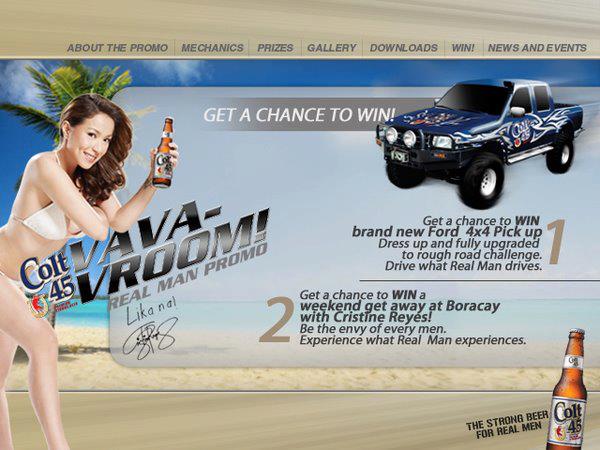 ABOUT THE PROMO MECHANICS PRIZES GALLERY DOWNLOADS WIN! NEWS AND EVENTS
GET A CHANCE TO WIN!
Colt
45
VAVA-
VROOM!
REAL MAN PROMO
Colt
45
Lika na!
Get a chance to WIN
brand new Ford 4x4 Pick up
Dress up and fully upgraded
to rough road challenge.
Drive what Real Man drives.
1
2
Get a chance to WIN a
weekend get away at Boracay
with Cristine Reyes!
Be the envy of every men.
Experience what Real Man experiences.
THE STRONG BEER
FOR REAL MEN
Colt
45